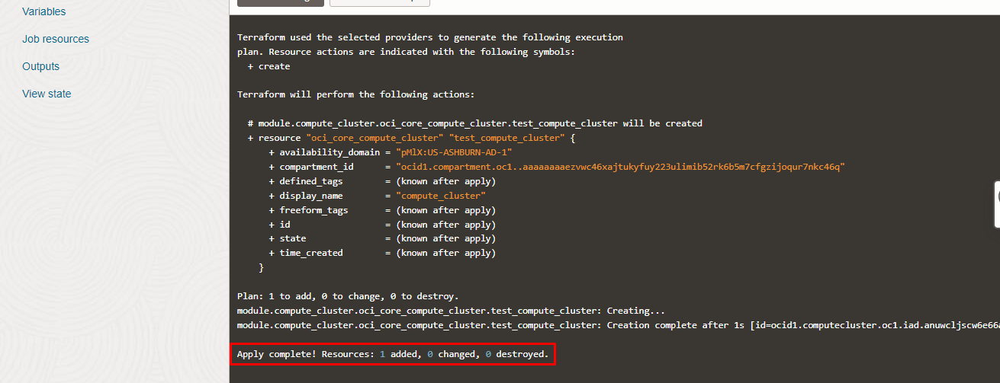 Variables
Job resources
Outputs
View state
Terraform used the selected providers to generate the following execution
plan. Resource actions are indicated with the following symbols:
+ create
Terraform will perform the following actions:
# module.compute_cluster.oci_core_compute_cluster.test_compute_cluster will be created
+ resource "oci_core_compute_cluster" "test_compute_cluster" {
+ availability_domain = "pMlX:US-ASHBURN-AD-1"
+ compartment_id      = "ocid1.compartment.oc1..aaaaaaaaezvwc46xajtukyfuy223ulimib52rk6b5m7cfgzijoqur7nkc46q"
+ defined_tags        = (known after apply)
+ display_name        = "compute_cluster"
+ freeform_tags       = (known after apply)
+ id                  = (known after apply)
+ state               = (known after apply)
+ time_created        = (known after apply)
}
Plan: 1 to add, 0 to change, 0 to destroy.
module.compute_cluster.oci_core_compute_cluster.test_compute_cluster: Creating...
module.compute_cluster.oci_core_compute_cluster.test_compute_cluster: Creation complete after 1s [id=ocid1.computecluster.oc1.iad.anuwcljscw6e66a
Apply complete! Resources: 1 added, 0 changed, 0 destroyed.